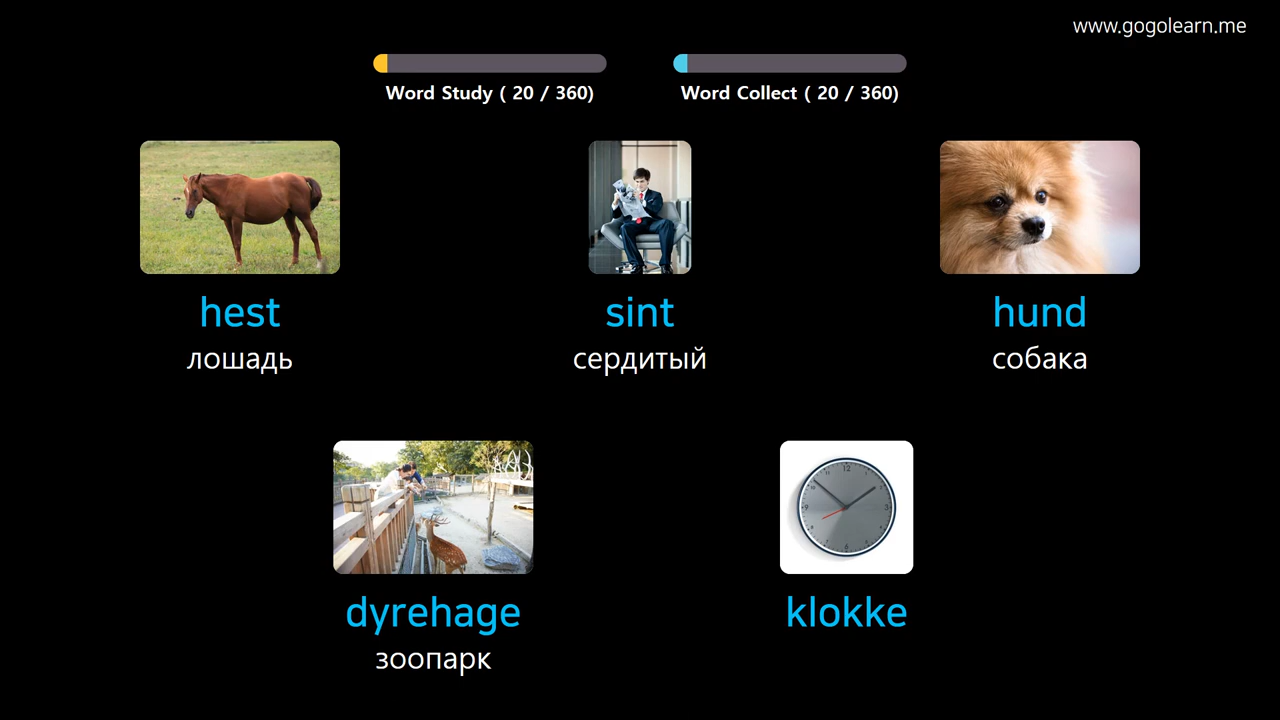 www.gogolearn.me
Word Study ( 20 / 360)
Word Collect ( 20 / 360)
hest
лошадь
sint
сердитый
hund
собака
dyrehage
зоопарк
klokke